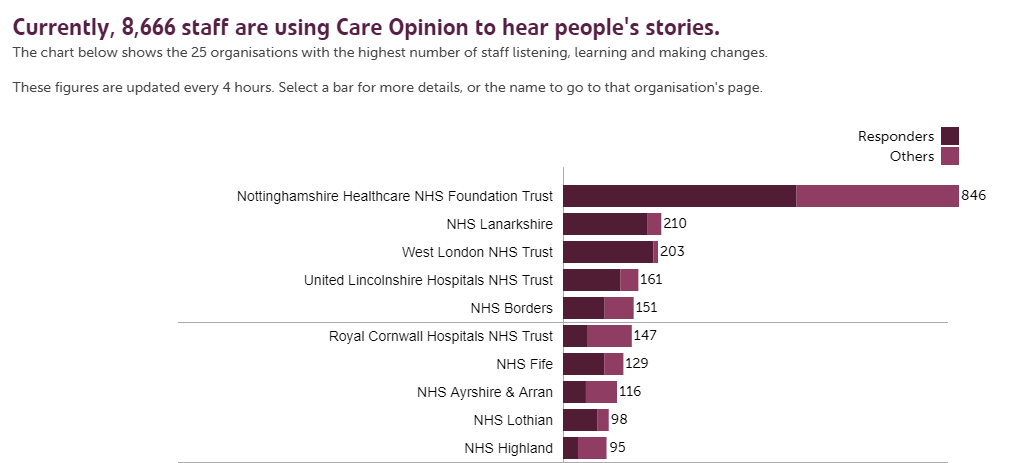 Currently, 8,666 staff are using Care Opinion to hear people's stories.
The chart below shows the 25 organisations with the highest number of staff listening, learning and making changes.
These figures are updated every 4 hours. Select a bar for more details, or the name to go to that organisation's page.
Responders
Others
Nottinghamshire Healthcare NHS Foundation Trust 846
NHS Lanarkshire 210
West London NHS Trust 203
United Lincolnshire Hospitals NHS Trust 161
NHS Borders 151
Royal Cornwall Hospitals NHS Trust 147
NHS Fife 129
NHS Ayrshire & Arran 116
NHS Lothian 98
NHS Highland 95